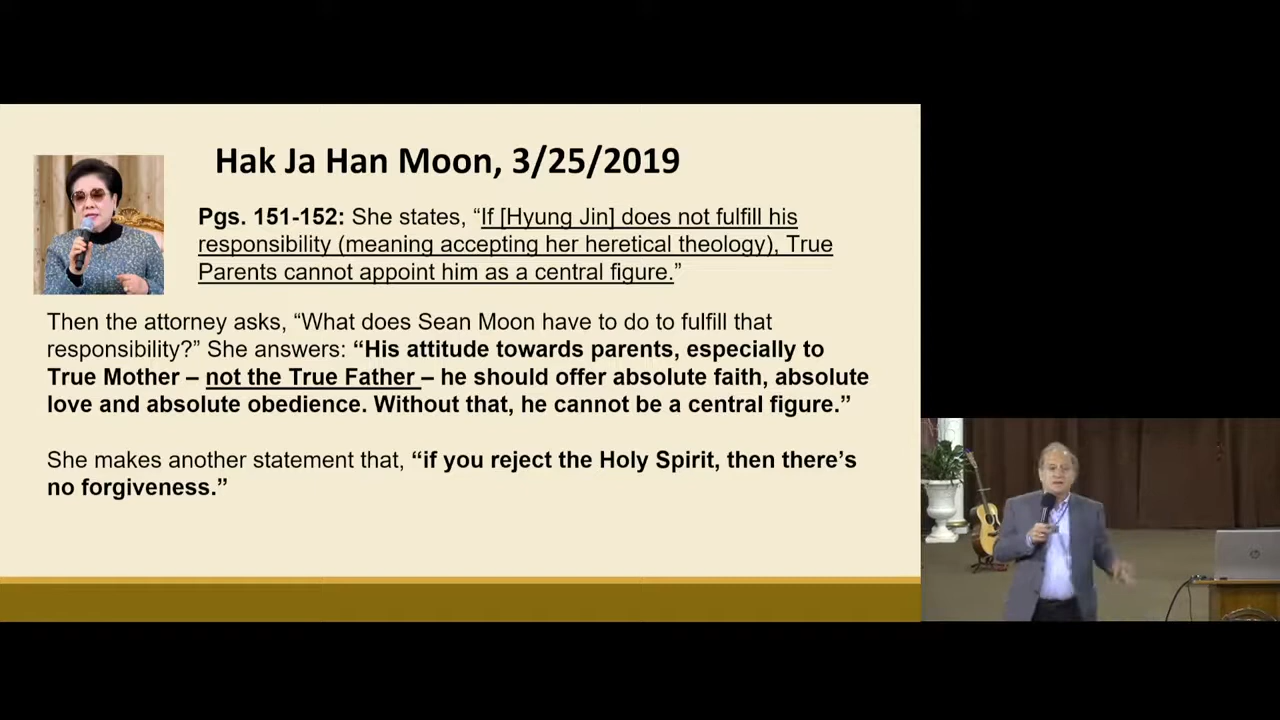 Hak Ja Han Moon, 3/25/2019
Pgs. 151-152: She states, “If [Hyung Jin] does not fulfill his
responsibility (meaning accepting her heretical theology), True
Parents cannot appoint him as a central figure.”
Then the attorney asks, “What does Sean Moon have to do to fulfill that
responsibility?” She answers: “His attitude towards parents, especially to
True Mother – not the True Father – he should offer absolute faith, absolute
love and absolute obedience. Without that, he cannot be a central figure.”
She makes another statement that, “if you reject the Holy Spirit, then there’s
no forgiveness.”